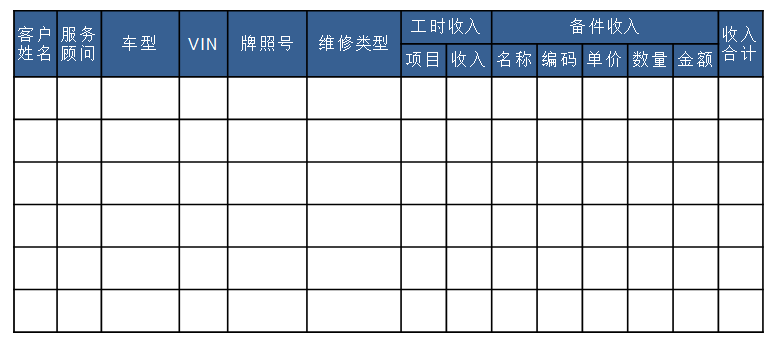 客户
姓名
服务
顾问
车型
VIN
牌照号
维修类型
工时收入
项目
收入
备件收入
名称
编码
单价
数量
金额
收入
合计